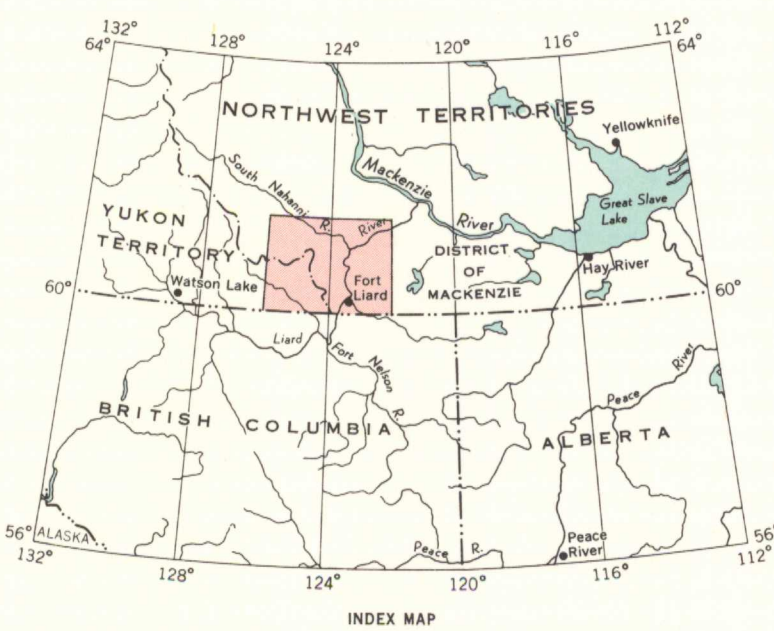 132° 128° 124° 120° 116° 112°
64° 64°
NORTHWEST TERRITORIES
Yellowknife
South Nahanni R.
Mackenzie River
Great Slave
Lake
YUKON
TERRITORY
River
DISTRICT
OF
MACKENZIE
Hay River
Watson Lake
Fort
Liard
60° 60°
Liard
Fort Nelson R.
Peace River
BRITISH COLUMBIA
ALBERTA
Peace R.
Peace
River
56° ALASKA 56°
132° 128° 124° 120° 116° 112°
INDEX MAP